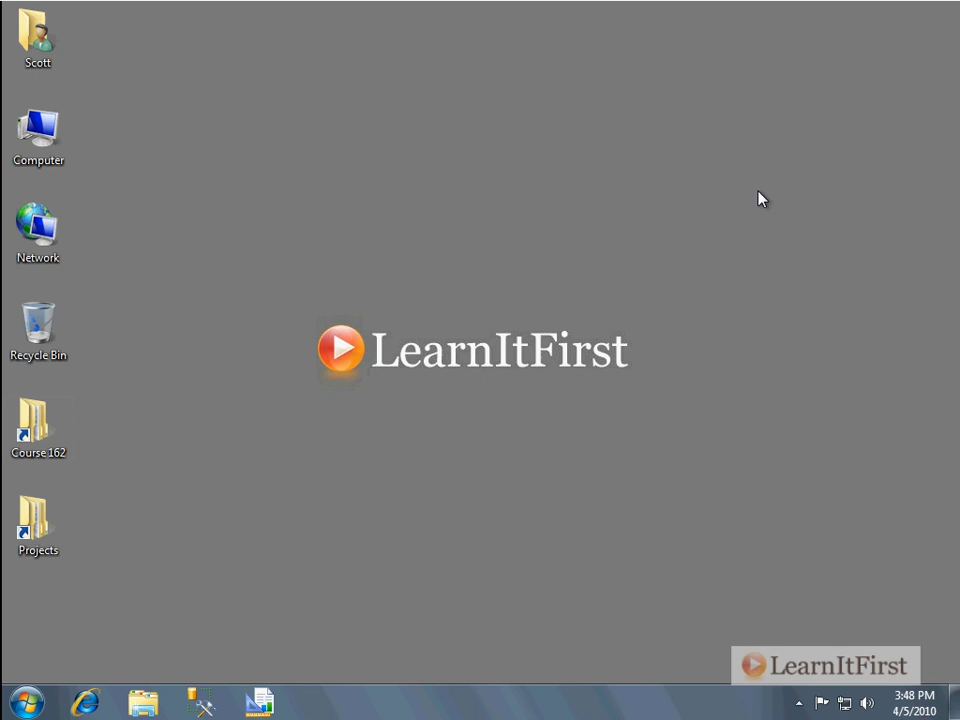 Scott
Computer
Network
Recycle Bin
LearnItFirst
Course 162
Projects
LearnItFirst
3:48 PM
4/5/2010